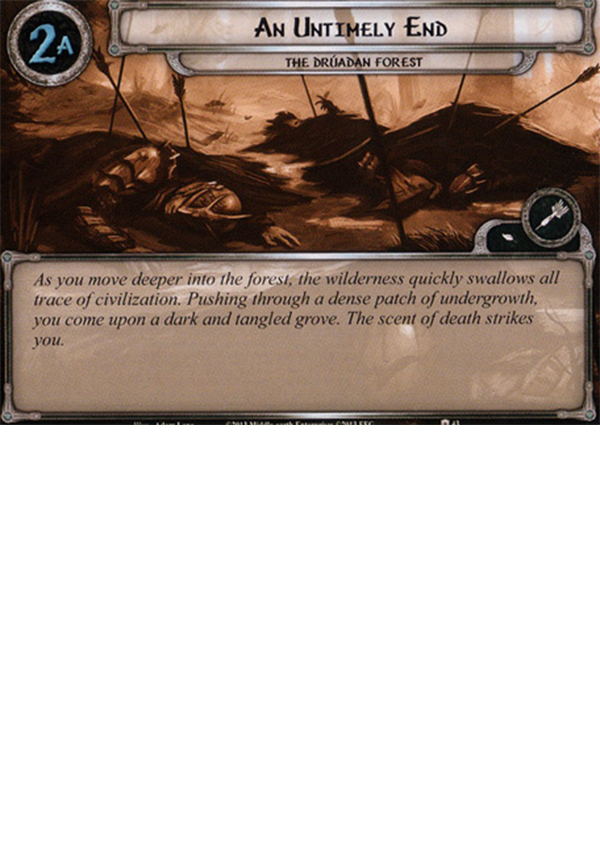 2A
AN UNTIMELY END
THE DRÚADAN FOREST
As you move deeper into the forest, the wilderness quickly swallows all
trace of civilization. Pushing through a dense patch of undergrowth,
you come upon a dark and tangled grove. The scent of death strikes
you.